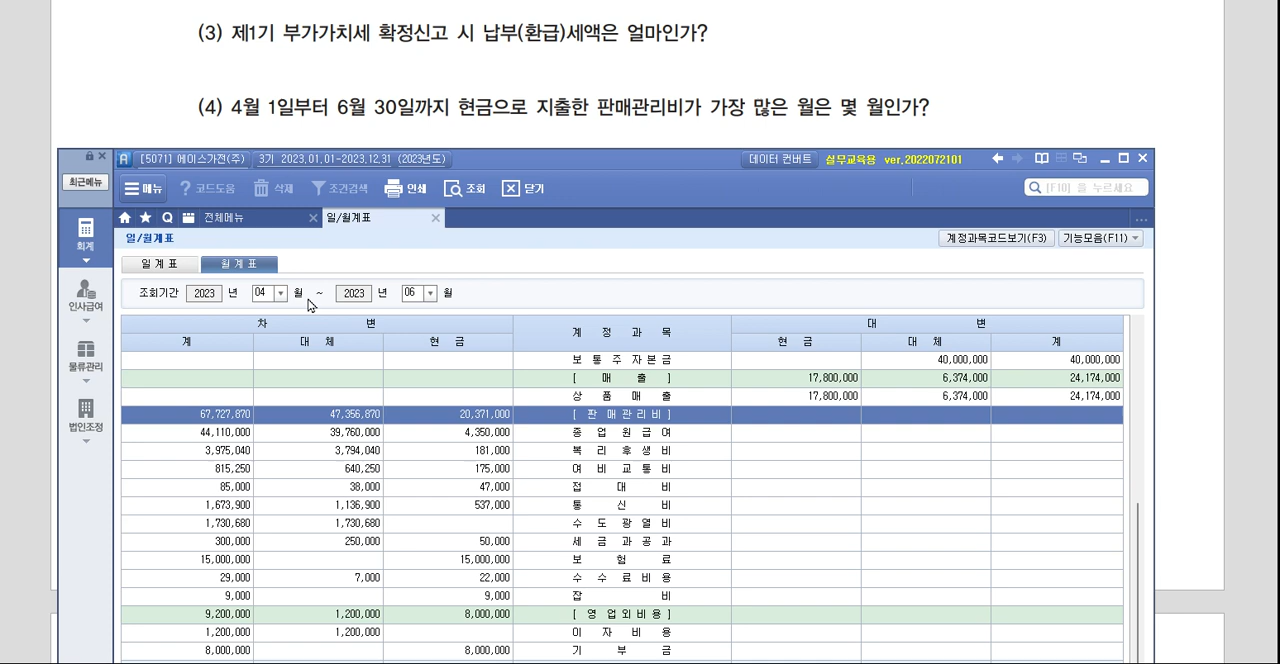 (3) 제1기 부가가치세 확정신고 시 납부(환급)세액은 얼마인가?
(4) 4월 1일부터 6월 30일까지 현금으로 지출한 판매관리비가 가장 많은 월은 몇 월인가?
[5071] 에이스가전(주) 3기 2023.01.01~2023.12.31 (2023년도) 데이터 컨버트 실무교육용 ver.2022072101
최근메뉴 메뉴 코드도움 삭제 조건검색 인쇄 조회 닫기 [F10] 을 누르세요
전체메뉴 일/월계표
회계
일/월계표 계정과목코드보기(F3) 기능모음(F11)
일 계 표 월 계 표
인사급여
조회기간 2023 년 04 월 ~ 2023 년 06 월
물류관리
법인조정
차 변 계 정 과 목 대 변
계 대 체 현 금 현 금 대 체 계
보 통 주 자 본 금 40,000,000 40,000,000
[ 매 출 ] 17,800,000 6,374,000 24,174,000
상 품 매 출 17,800,000 6,374,000 24,174,000
67,727,870 47,356,870 20,371,000 [ 판 매 관 리 비 ]
44,110,000 39,760,000 4,350,000 종 업 원 급 여
3,975,040 3,794,040 181,000 복 리 후 생 비
815,250 640,250 175,000 여 비 교 통 비
85,000 38,000 47,000 접 대 비
1,673,900 1,136,900 537,000 통 신 비
1,730,680 1,730,680 수 도 광 열 비
300,000 250,000 50,000 세 금 과 공 과
15,000,000 15,000,000 보 험 료
29,000 7,000 22,000 수 수 료 비 용
9,000 9,000 잡 비
9,200,000 1,200,000 8,000,000 [ 영 업 외 비 용 ]
1,200,000 1,200,000 이 자 비 용
8,000,000 8,000,000 기 부 금